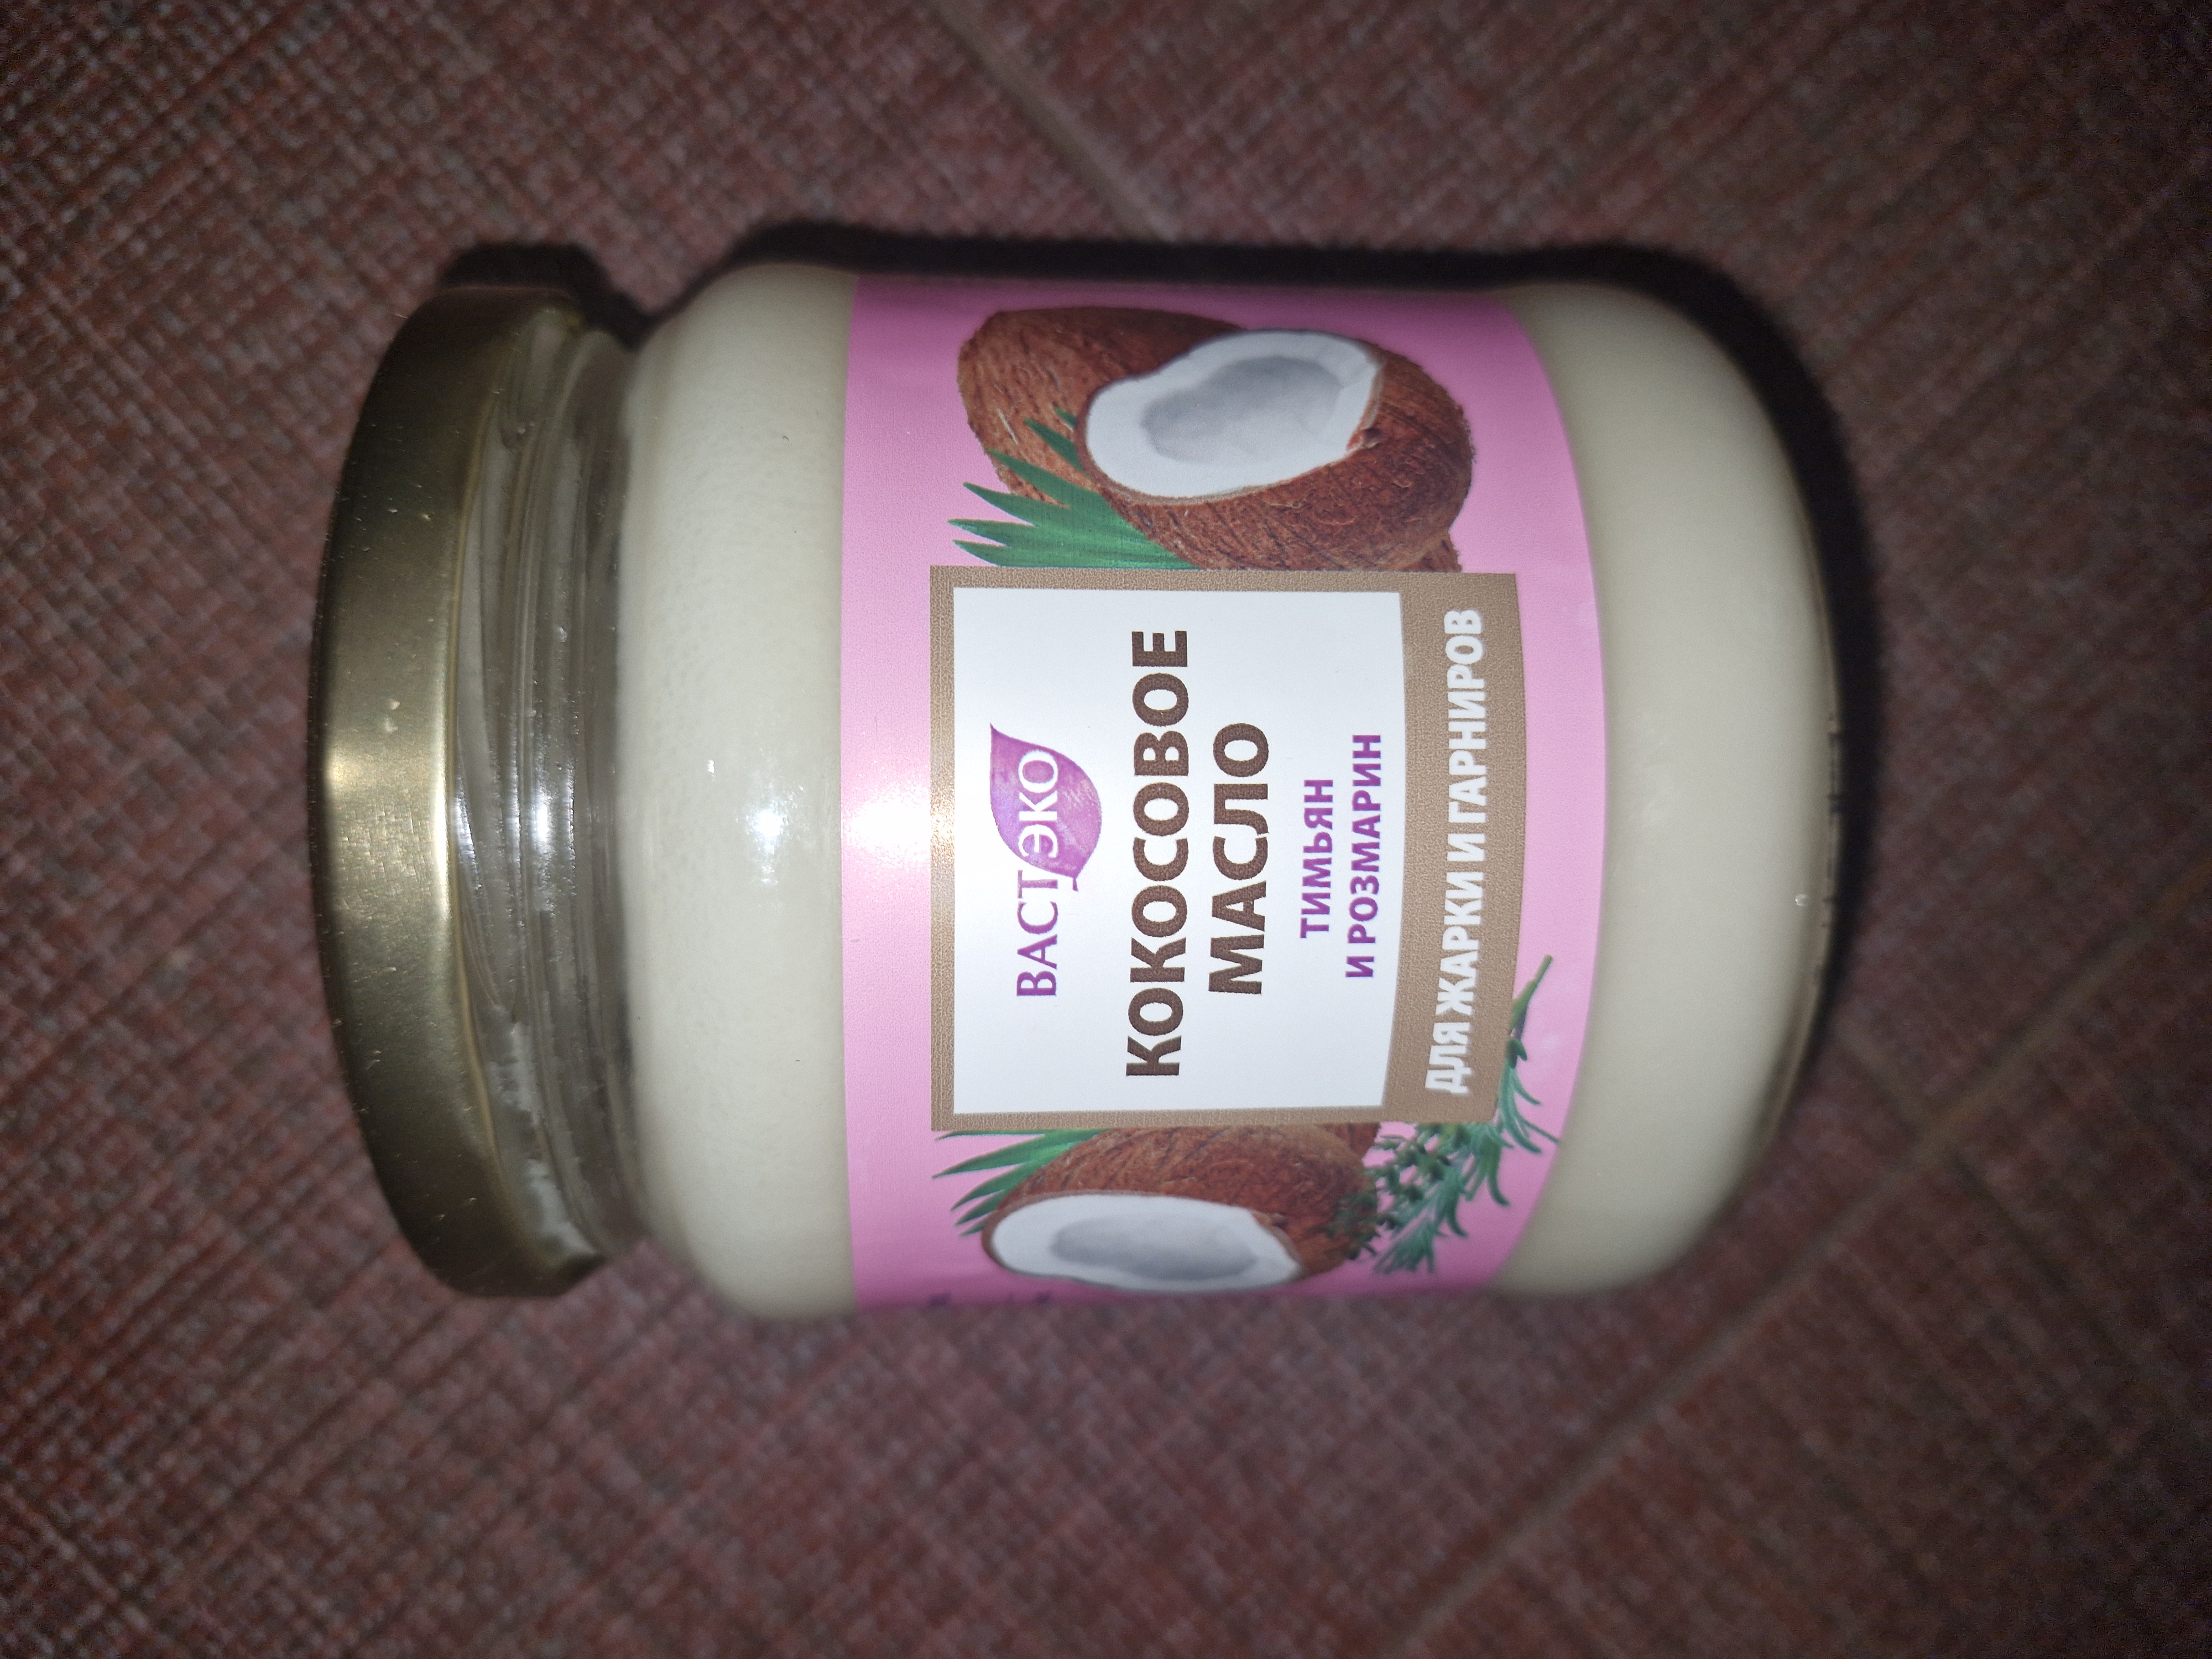 ВАСТЭКО
КОКОСОВОЕ
МАСЛО
ТИМЬЯН
И РОЗМАРИН
ДЛЯ ЖАРКИ И ГАРНИРОВ